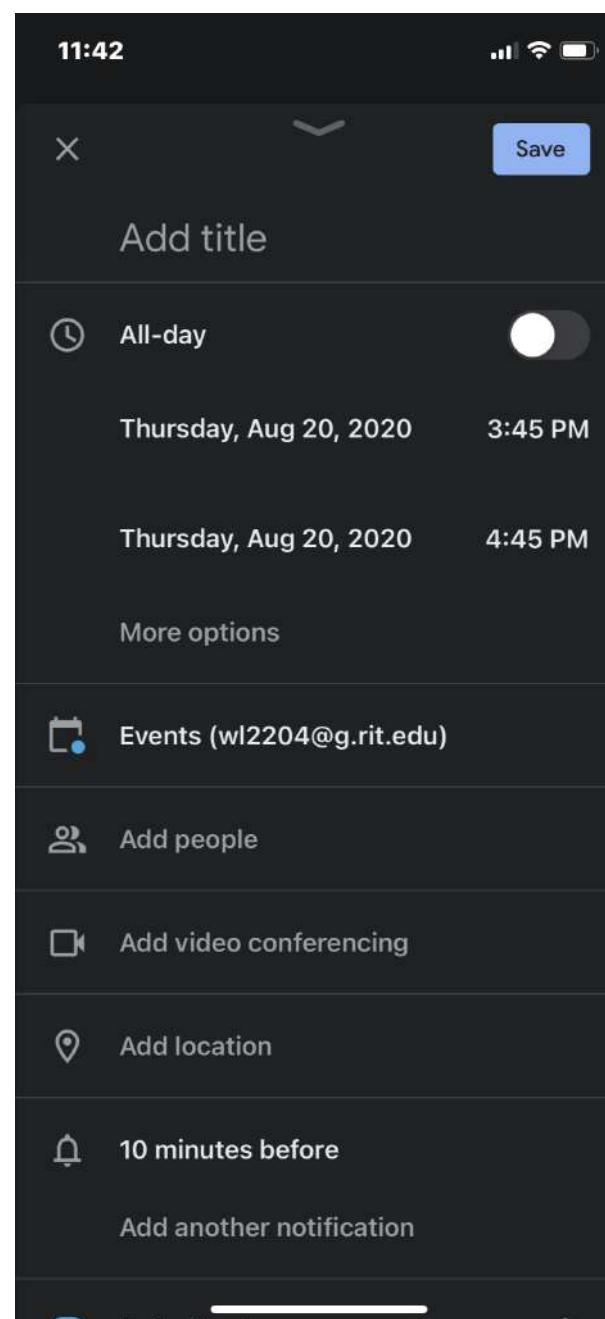 11:42
Save
Add title
All-day
Thursday, Aug 20, 2020 3:45 PM
Thursday, Aug 20, 2020 4:45 PM
More options
Events (wl2204@g.rit.edu)
Add people
Add video conferencing
Add location
10 minutes before
Add another notification